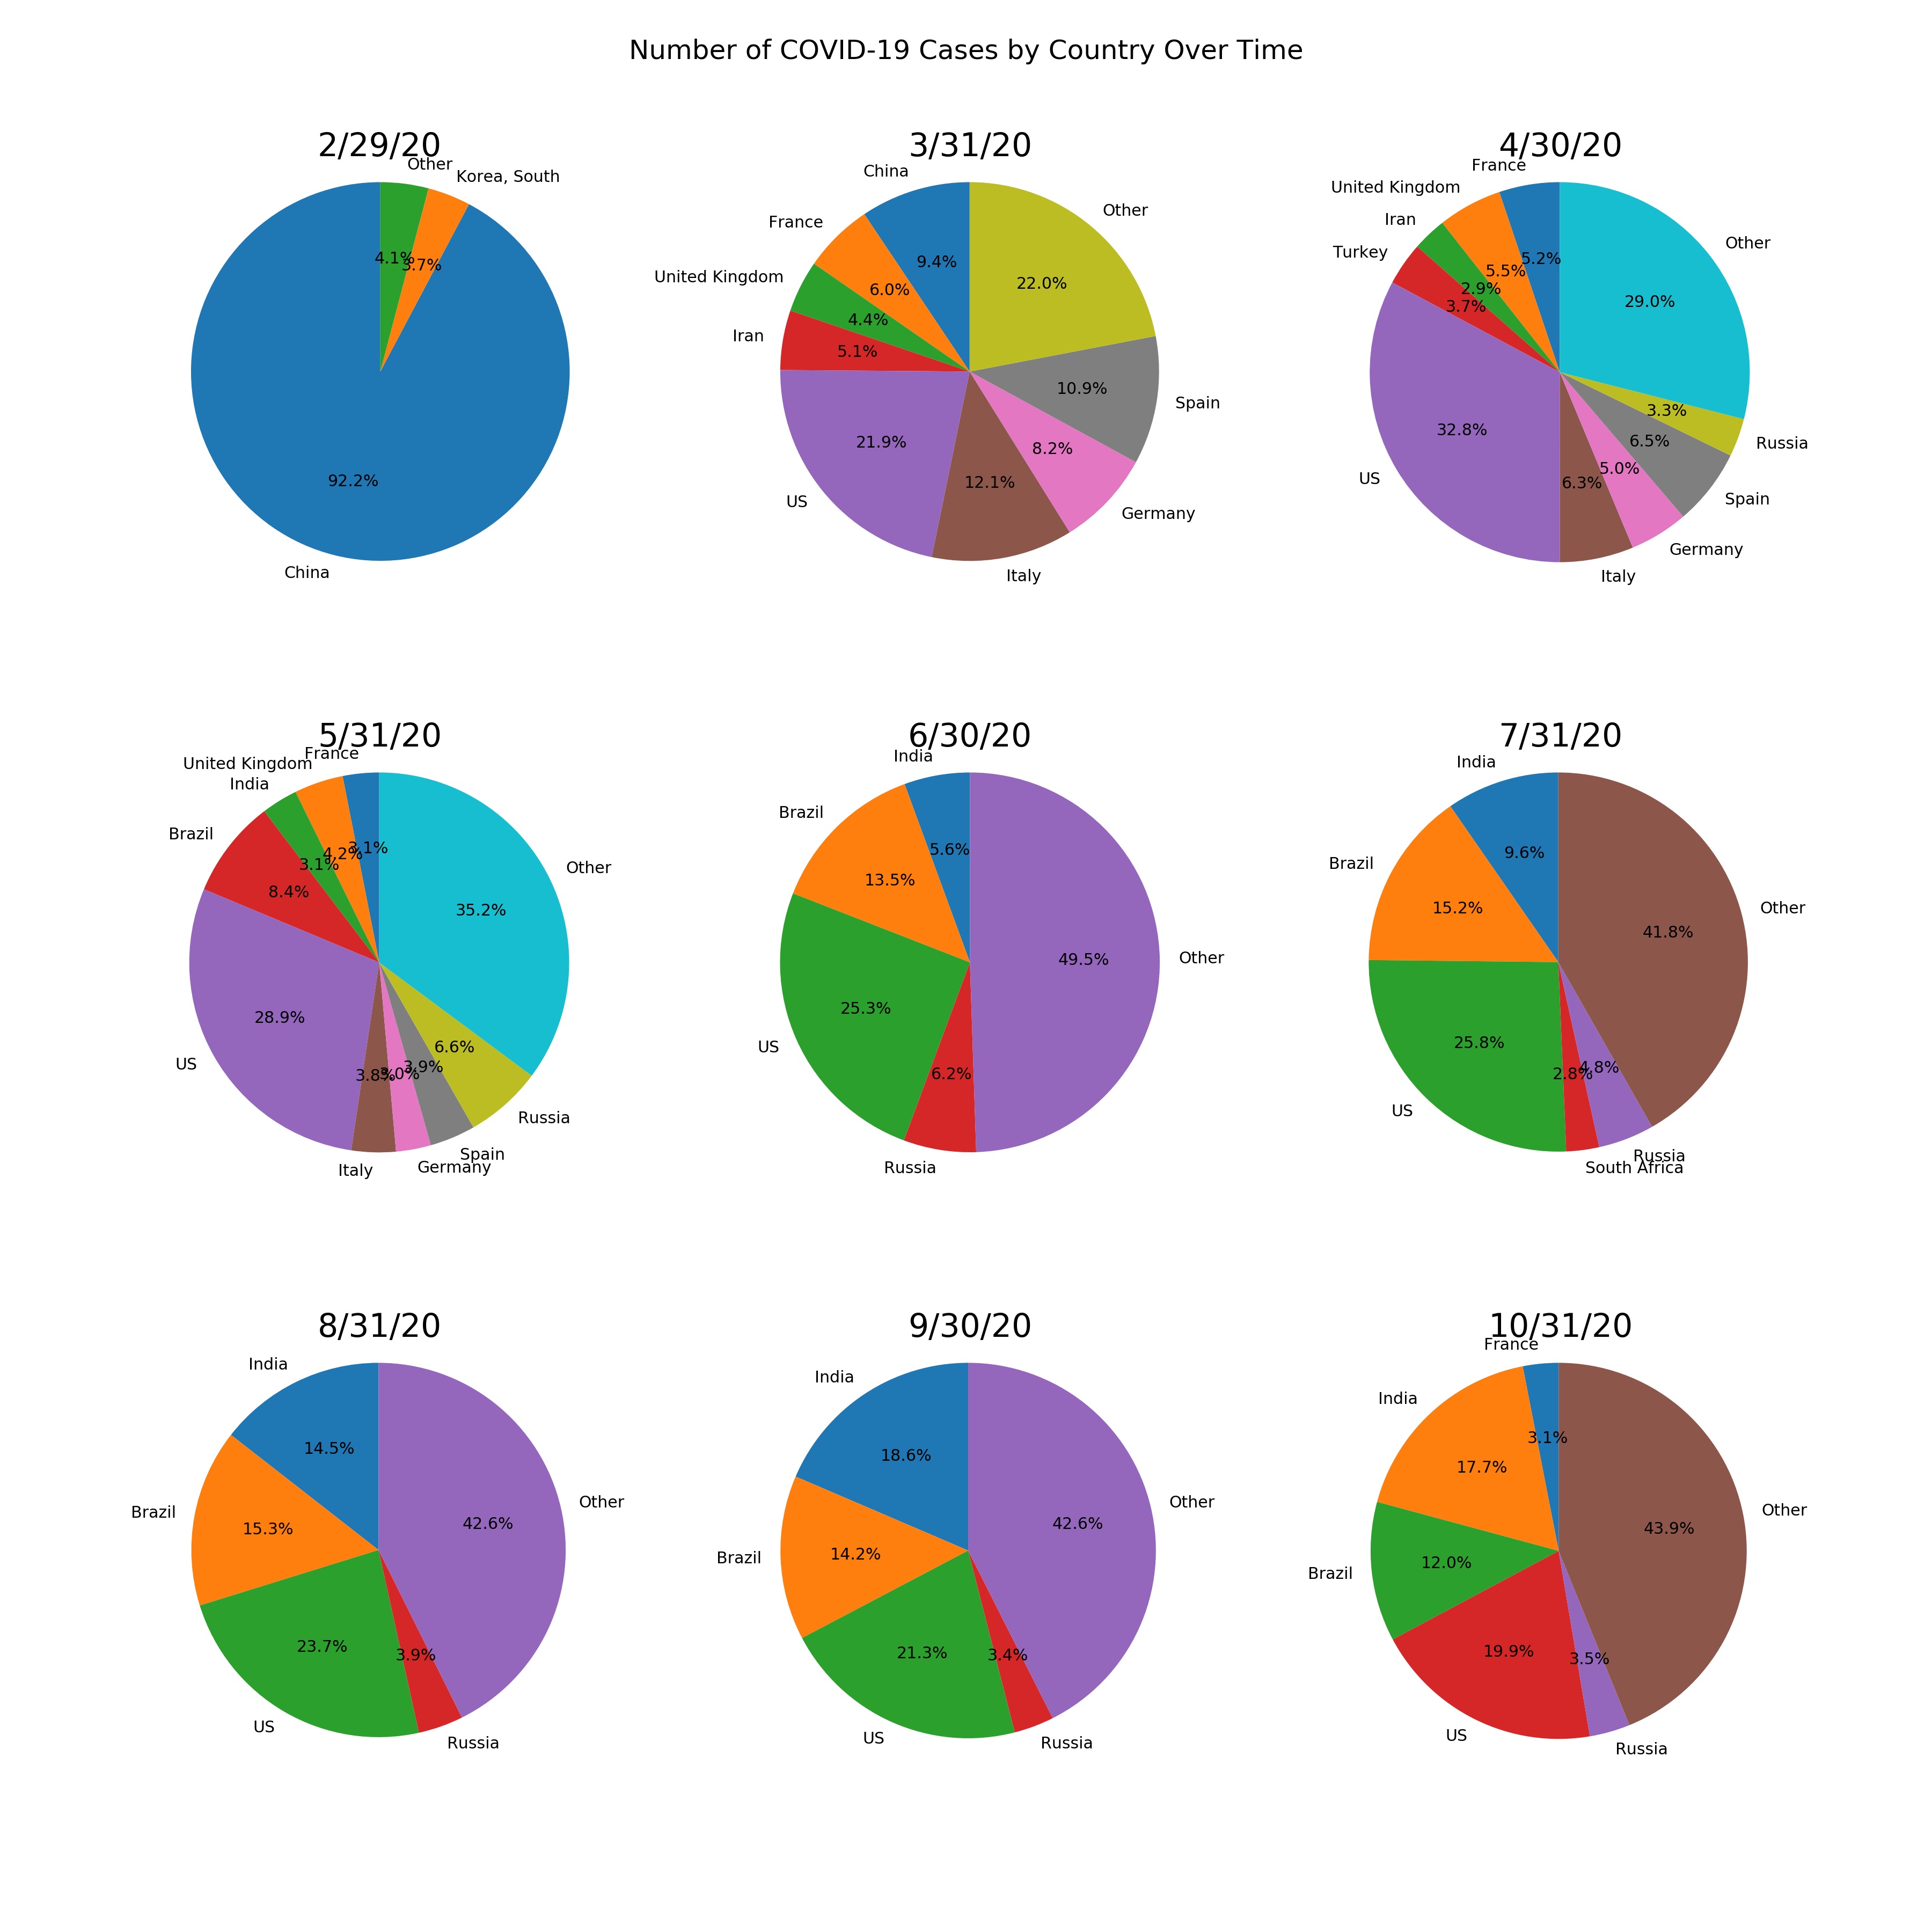 Number of COVID-19 Cases by Country Over Time
2/29/20
Other
Korea, South
4.1%
3.7%
92.2%
China
3/31/20
China
Other
France
9.4%
22.0%
6.0%
United Kingdom
4.4%
Iran
5.1%
10.9%
Spain
21.9%
8.2%
12.1%
US
Germany
Italy
4/30/20
France
United Kingdom
Iran
Turkey
Other
5.2%
5.5%
2.9%
3.7%
29.0%
3.3%
32.8%
6.5%
Russia
5.0%
6.3%
US
Spain
Germany
Italy
5/31/20
France
United Kingdom
India
Brazil
3.1%
4.2%
3.1%
8.4%
Other
35.2%
28.9%
6.6%
US
3.9%
3.0%
3.8%
Russia
Spain
Germany
Italy
6/30/20
India
Brazil
5.6%
13.5%
49.5%
Other
25.3%
US
6.2%
Russia
7/31/20
India
Brazil
9.6%
15.2%
Other
41.8%
25.8%
2.8%
4.8%
US
Russia
South Africa
8/31/20
India
14.5%
Brazil
Other
15.3%
42.6%
23.7%
3.9%
US
Russia
9/30/20
India
18.6%
Other
42.6%
Brazil
14.2%
21.3%
3.4%
US
Russia
10/31/20
France
India
3.1%
17.7%
Other
43.9%
Brazil
12.0%
19.9%
3.5%
US
Russia